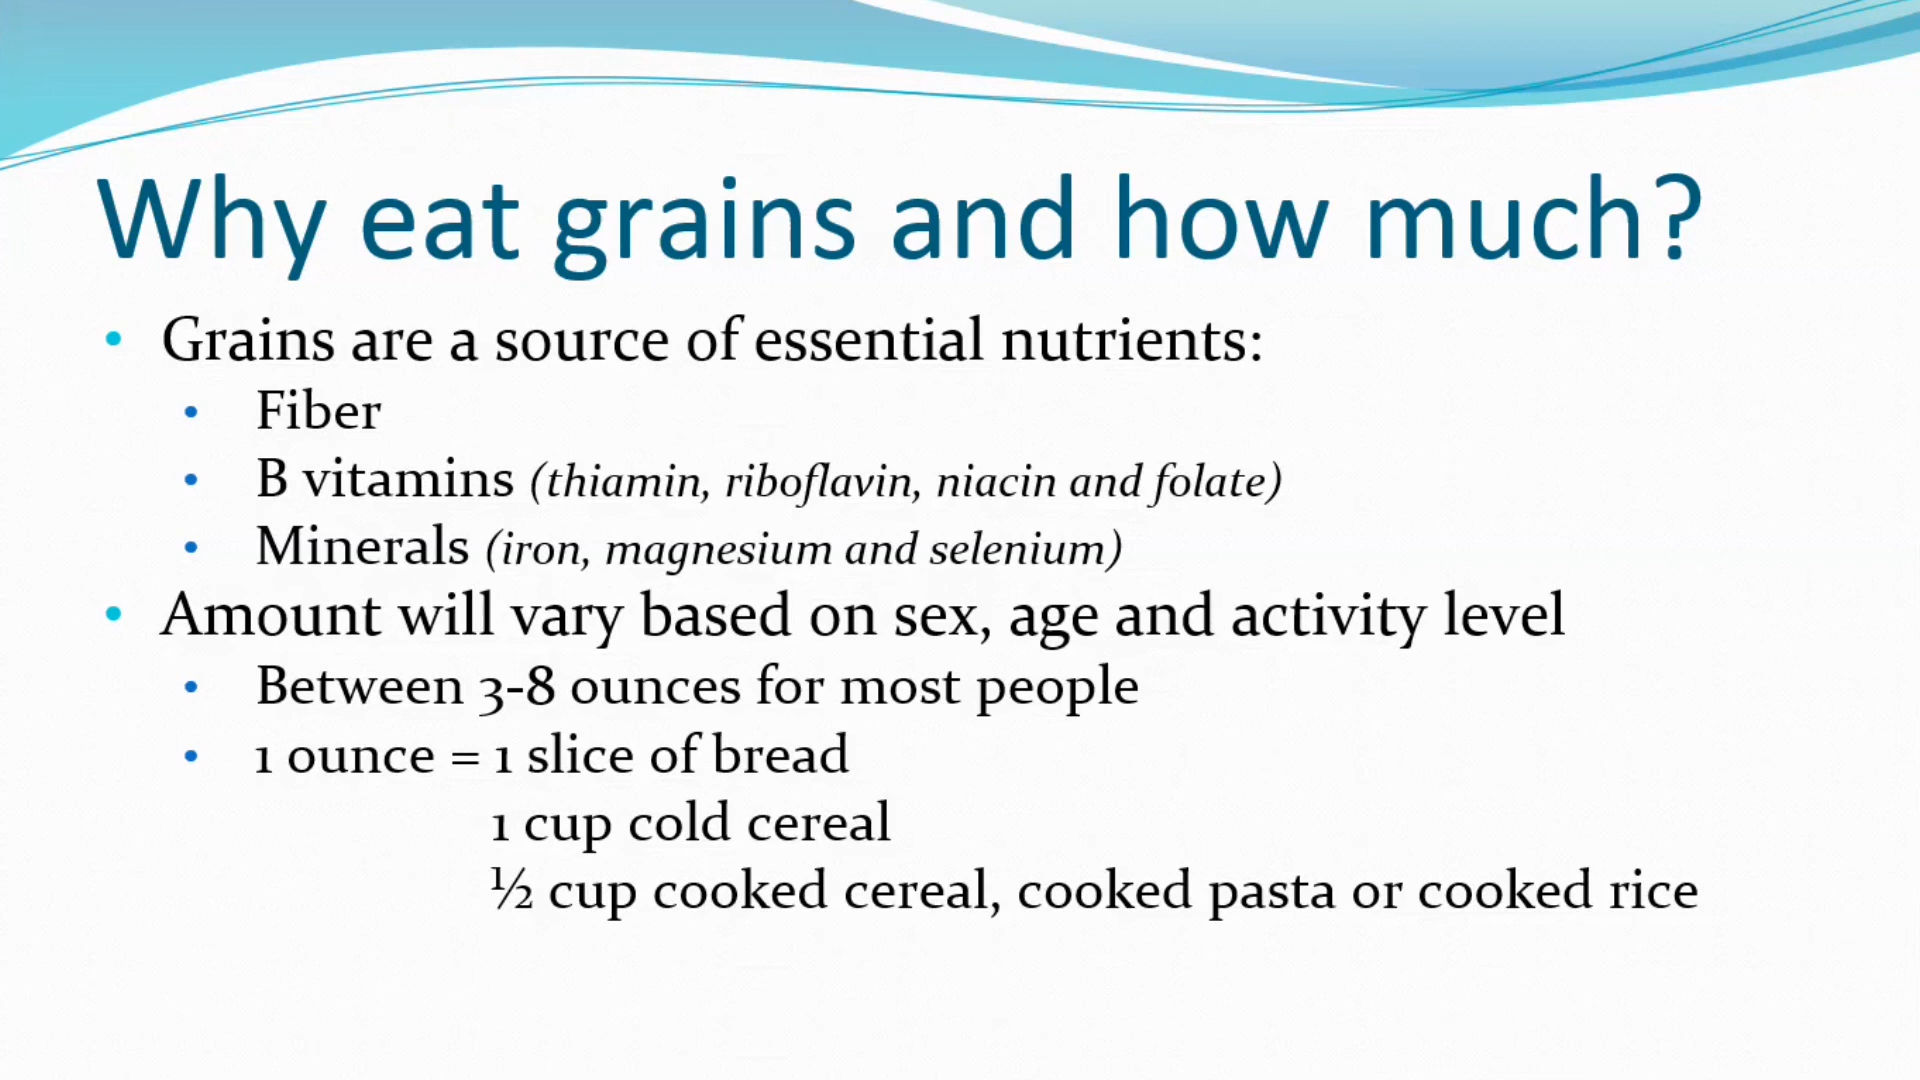 Why eat grains and how much?
• Grains are a source of essential nutrients:
• Fiber
• B vitamins (thiamin, riboflavin, niacin and folate)
• Minerals (iron, magnesium and selenium)
• Amount will vary based on sex, age and activity level
• Between 3-8 ounces for most people
• 1 ounce = 1 slice of bread
1 cup cold cereal
½ cup cooked cereal, cooked pasta or cooked rice